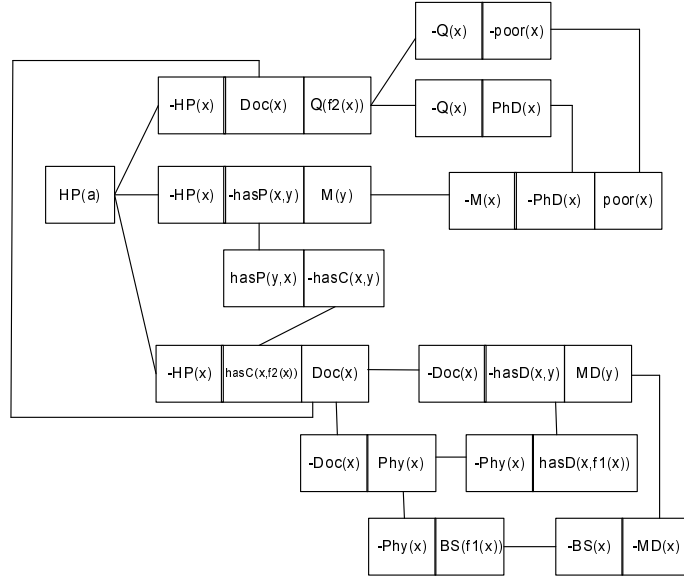 -Q(x) -poor(x)
-HP(x) Doc(x) Q(f2(x))
-Q(x) PhD(x)
HP(a)
-HP(x) -hasP(x,y) M(y)
-M(x) -PhD(x) poor(x)
hasP(y,x) -hasC(x,y)
-HP(x) hasC(x,f2(x)) Doc(x)
-Doc(x) -hasD(x,y) MD(y)
-Doc(x) Phy(x)
-Phy(x) hasD(x,f1(x))
-Phy(x) BS(f1(x))
-BS(x) -MD(x)